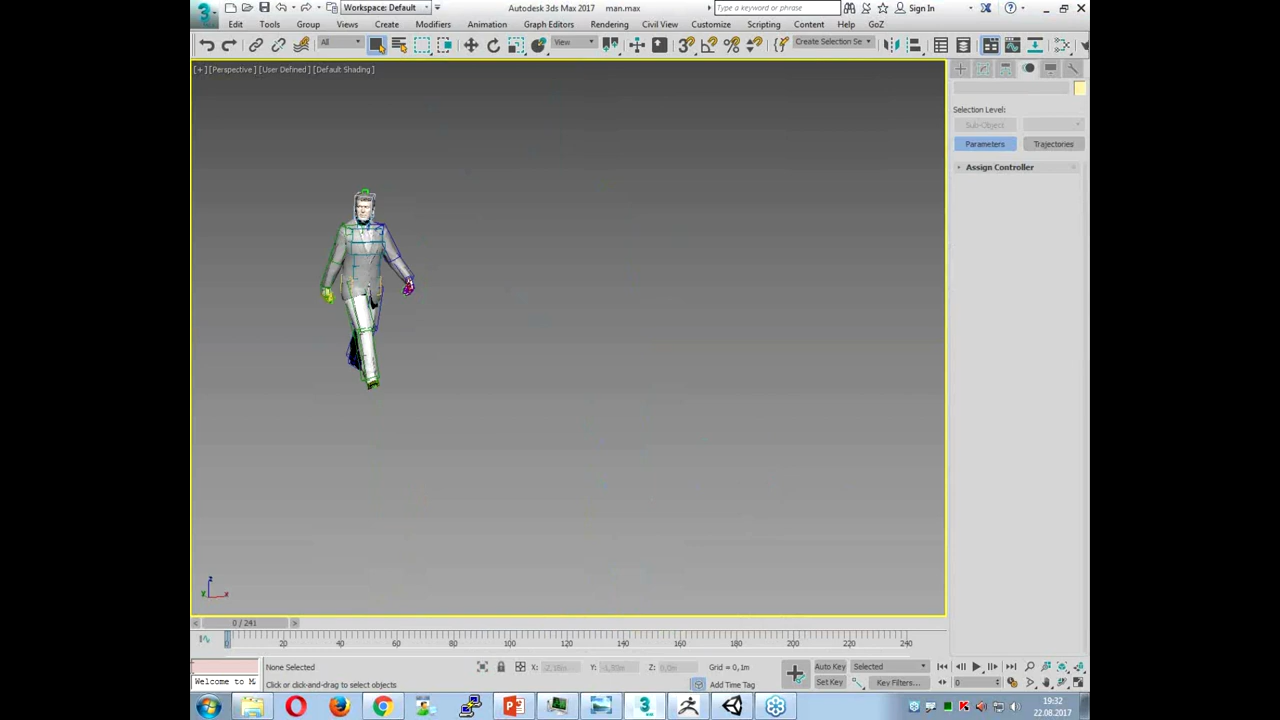 Workspace: Default
Autodesk 3ds Max 2017 man.max
Type a keyword or phrase
Sign In
Edit Tools Group Views Create Modifiers Animation Graph Editors Rendering Civil View Customize Scripting Content Help GoZ
All
View
Create Selection Se
[+] [Perspective] [User Defined] [Default Shading]
Selection Level:
Sub-Object
Parameters Trajectories
Assign Controller
z
y x
0 / 241
0 20 40 60 80 100 120 140 160 180 200 220 240
None Selected
X: Y: Z: 0,0m
Grid = 0,1m
Auto Key Selected
Welcome to M
Click or click-and-drag to select objects
Add Time Tag
Set Key Key Filters...
0
19:32
22.08.2017